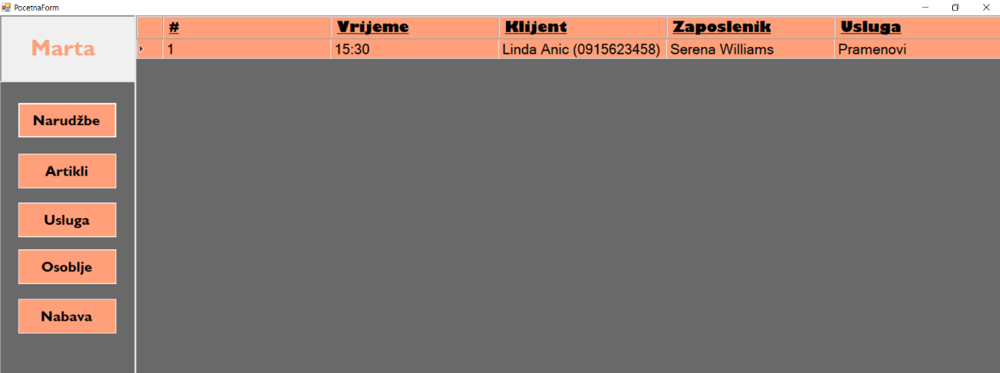 PocetnaForm
Marta
# Vrijeme Klijent Zaposlenik Usluga
1 15:30 Linda Anic (0915623458) Serena Williams Pramenovi
Narudžbe
Artikli
Usluga
Osoblje
Nabava